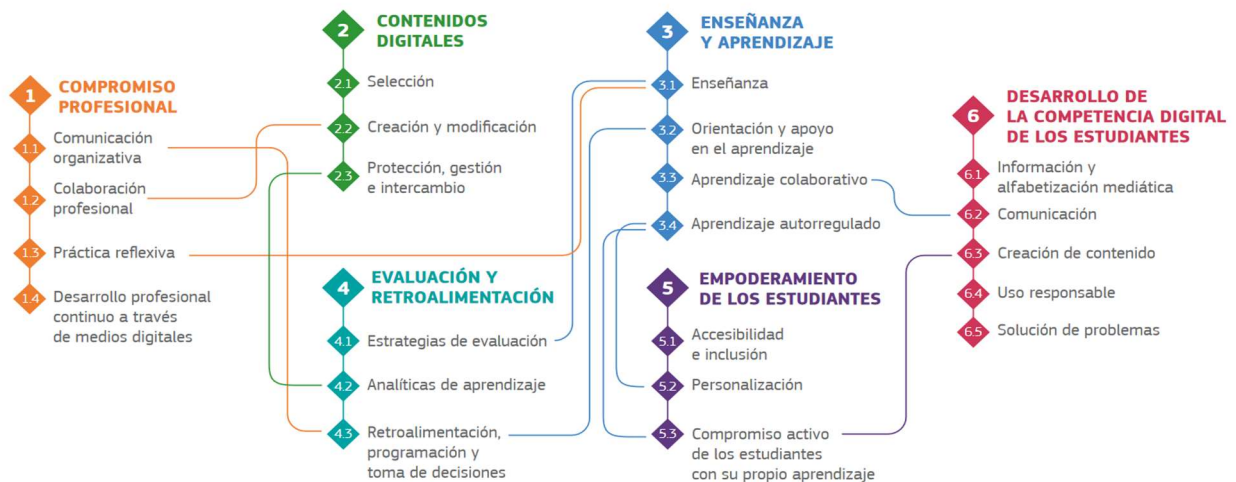 1
COMPROMISO
PROFESIONAL
1.1
Comunicación
organizativa
1.2
Colaboración
profesional
1.3
Práctica reflexiva
1.4
Desarrollo profesional
continuo a través
de medios digitales
2
CONTENIDOS
DIGITALES
2.1
Selección
2.2
Creación y modificación
2.3
Protección, gestión
e intercambio
3
ENSEÑANZA
Y APRENDIZAJE
3.1
Enseñanza
3.2
Orientación y apoyo
en el aprendizaje
3.3
Aprendizaje colaborativo
3.4
Aprendizaje autorregulado
4
EVALUACIÓN Y
RETROALIMENTACIÓN
4.1
Estrategias de evaluación
4.2
Analíticas de aprendizaje
4.3
Retroalimentación,
programación y
toma de decisiones
5
EMPODERAMIENTO
DE LOS ESTUDIANTES
5.1
Accesibilidad
e inclusión
5.2
Personalización
5.3
Compromiso activo
de los estudiantes
con su propio aprendizaje
6
DESARROLLO DE
LA COMPETENCIA DIGITAL
DE LOS ESTUDIANTES
6.1
Información y
alfabetización mediática
6.2
Comunicación
6.3
Creación de contenido
6.4
Uso responsable
6.5
Solución de problemas